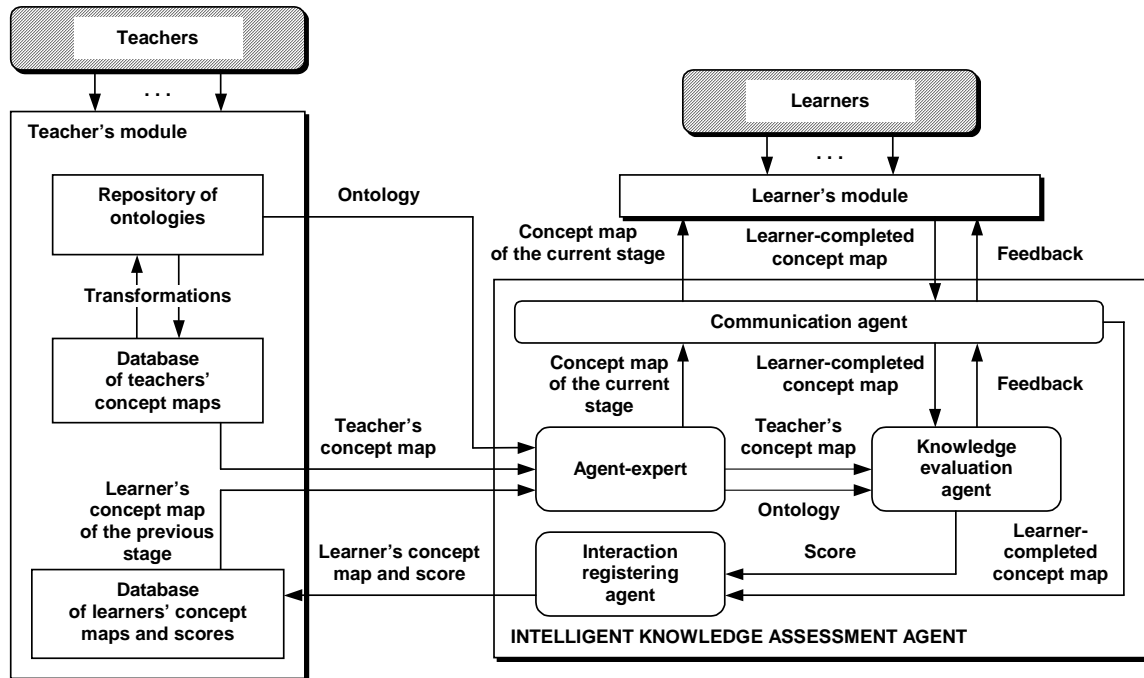 Teachers
. . .
Teacher’s module
Repository of
ontologies
Transformations
Database
of teachers’
concept maps
Learner’s
concept map
of the previous
stage
Database
of learners’ concept
maps and scores
Ontology
Teacher’s
concept map
Learner’s concept
map and score
Learners
. . .
Learner’s module
Concept map
of the current stage
Learner-completed
concept map
Feedback
Communication agent
Concept map
of the current
stage
Learner-completed
concept map
Feedback
Agent-expert
Teacher’s
concept map
Ontology
Knowledge
evaluation
agent
Score
Interaction
registering
agent
Learner-
completed
concept map
INTELLIGENT KNOWLEDGE ASSESSMENT AGENT